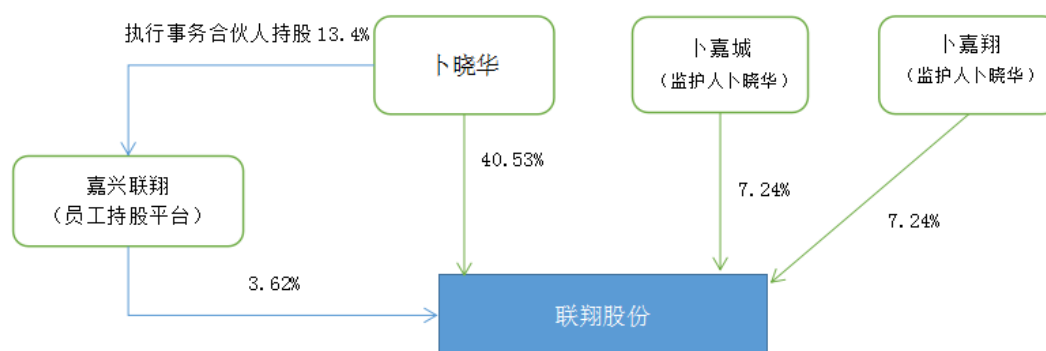 执行事务合伙人持股 13.4%
卜晓华
卜嘉城
（监护人卜晓华）
卜嘉翔
（监护人卜晓华）
嘉兴联翔
（员工持股平台）
40.53%
7.24%
7.24%
3.62%
联翔股份